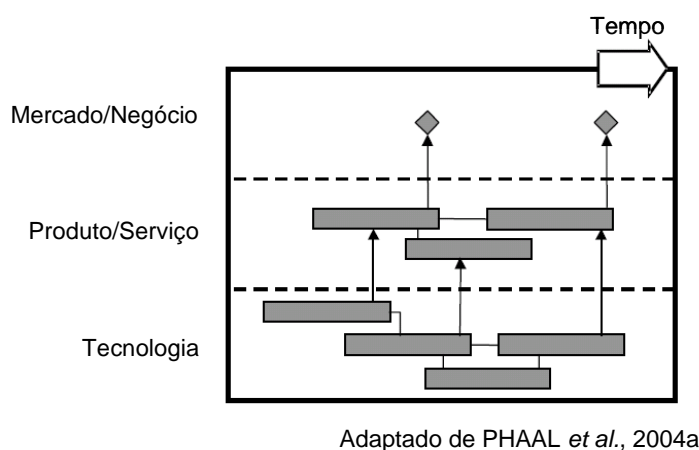 Tempo
Mercado/Negócio
Produto/Serviço
Tecnologia
Adaptado de PHAAL et al., 2004a